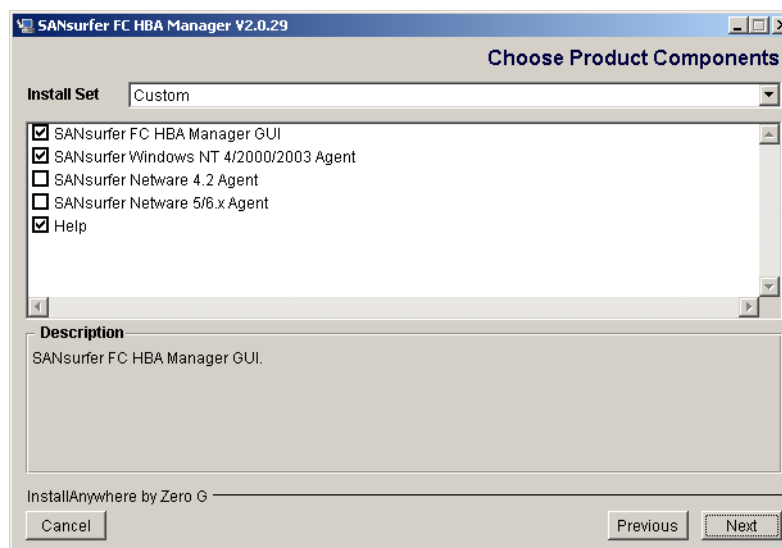 SANsurfer FC HBA Manager V2.0.29
Choose Product Components
Install Set Custom
SANsurfer FC HBA Manager GUI
SANsurfer Windows NT 4/2000/2003 Agent
SANsurfer Netware 4.2 Agent
SANsurfer Netware 5/6.x Agent
Help
Description
SANsurfer FC HBA Manager GUI.
InstallAnywhere by Zero G
Cancel Previous Next